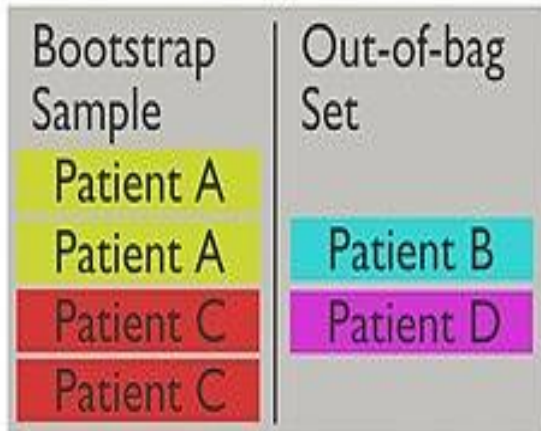 Bootstrap
Sample
Patient A
Patient A
Patient C
Patient C
Out-of-bag
Set
Patient B
Patient D